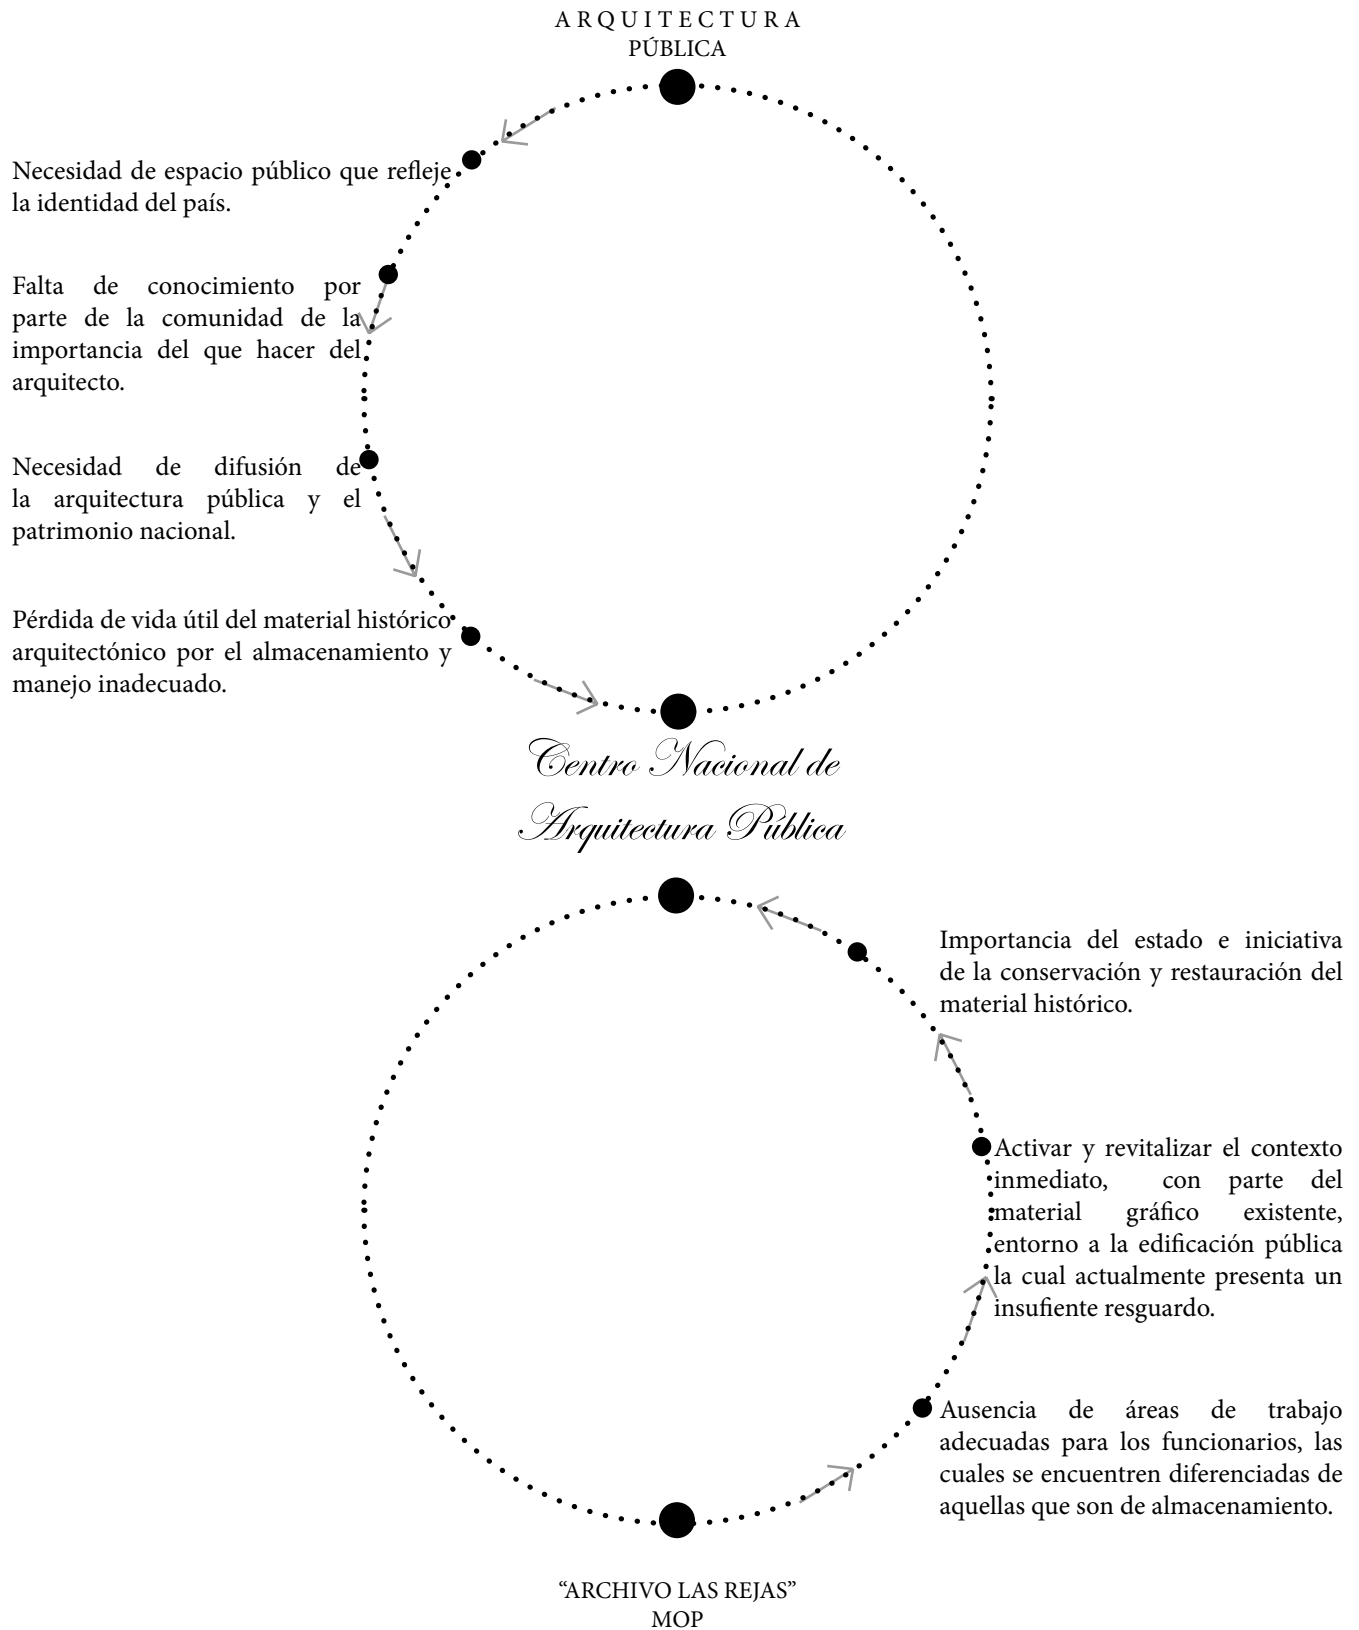 ARQUITECTURA
PÚBLICA
Necesidad de espacio público que refleje
la identidad del país.
Falta de conocimiento por
parte de la comunidad de la
importancia del que hacer del
arquitecto.
Necesidad de difusión de
la arquitectura pública y el
patrimonio nacional.
Pérdida de vida útil del material histórico
arquitectónico por el almacenamiento y
manejo inadecuado.
Centro Nacional de
Arquitectura Pública
Importancia del estado e iniciativa
de la conservación y restauración del
material histórico.
Activar y revitalizar el contexto
inmediato, con parte del
material gráfico existente,
entorno a la edificación pública
la cual actualmente presenta un
insufiente resguardo.
Ausencia de áreas de trabajo
adecuadas para los funcionarios, las
cuales se encuentren diferenciadas de
aquellas que son de almacenamiento.
“ARCHIVO LAS REJAS”
MOP